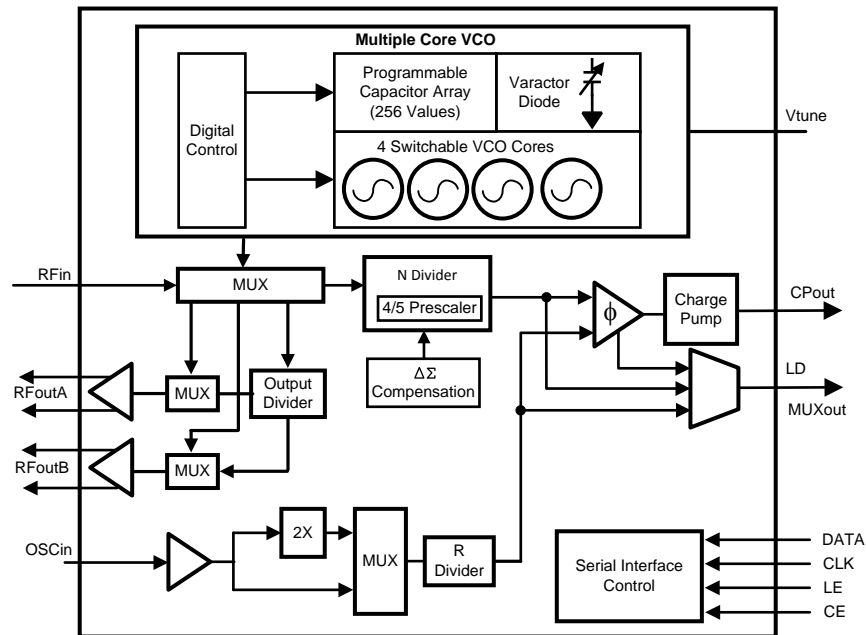 Multiple Core VCO
Digital
Control
Programmable
Capacitor Array
(256 Values)
Varactor
Diode
4 Switchable VCO Cores
Vtune
RFin
MUX
N Divider
4/5 Prescaler
ΔΣ
Compensation
ϕ
Charge
Pump
CPout
LD
MUXout
RFoutA
MUX
Output
Divider
RFoutB
MUX
OSCin
2X
MUX
R
Divider
Serial Interface
Control
DATA
CLK
LE
CE